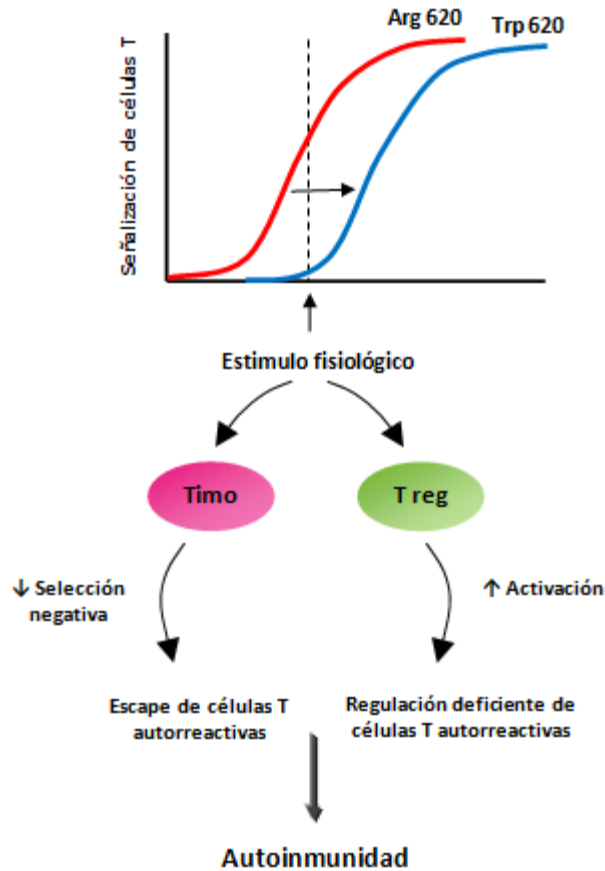 Arg 620
Trp 620
Señalización de células T
Estimulo fisiológico
Timo
T reg
↓ Selección
negativa
↑ Activación
Escape de células T
autorreactivas
Regulación deficiente de
células T autorreactivas
Autoinmunidad